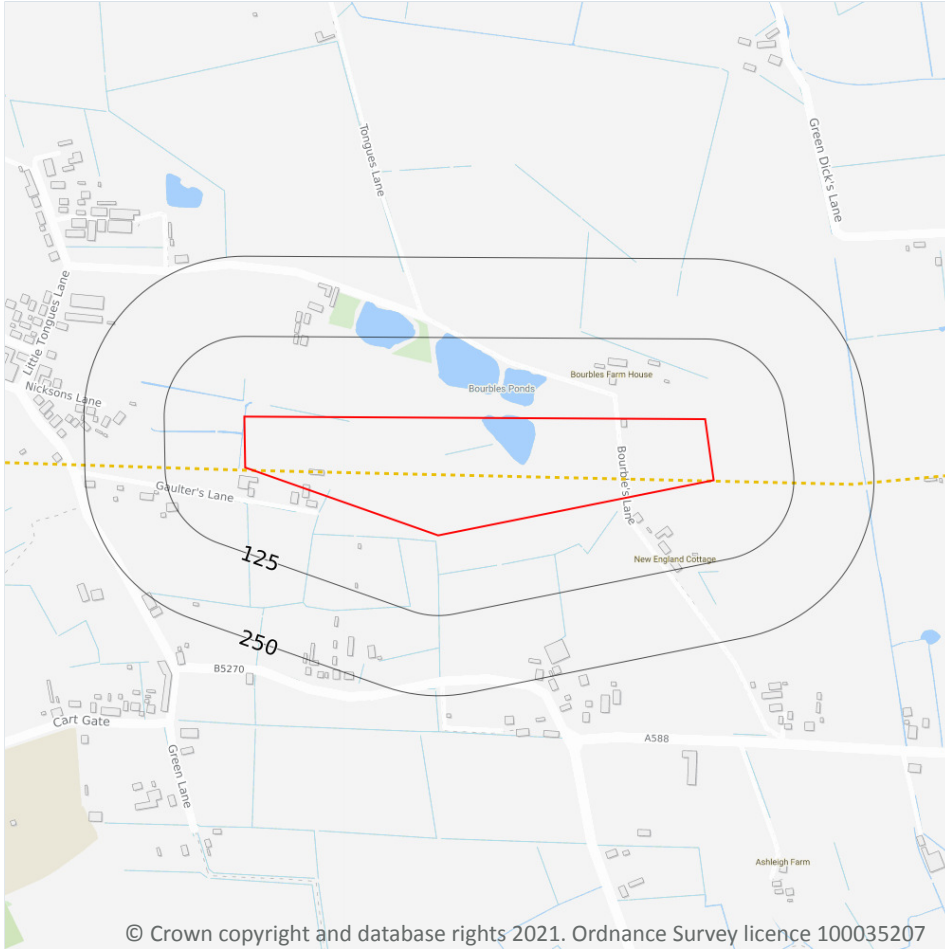 Tongues Lane
Green Dick's Lane
Little Tongues Lane
Nicksons Lane
Bourbles Farm House
Bourbles Ponds
Gaulter's Lane
Bourble's Lane
125
New England Cottage
250
B5270
Cart Gate
A588
Green Lane
Ashleigh Farm
© Crown copyright and database rights 2021. Ordnance Survey licence 100035207